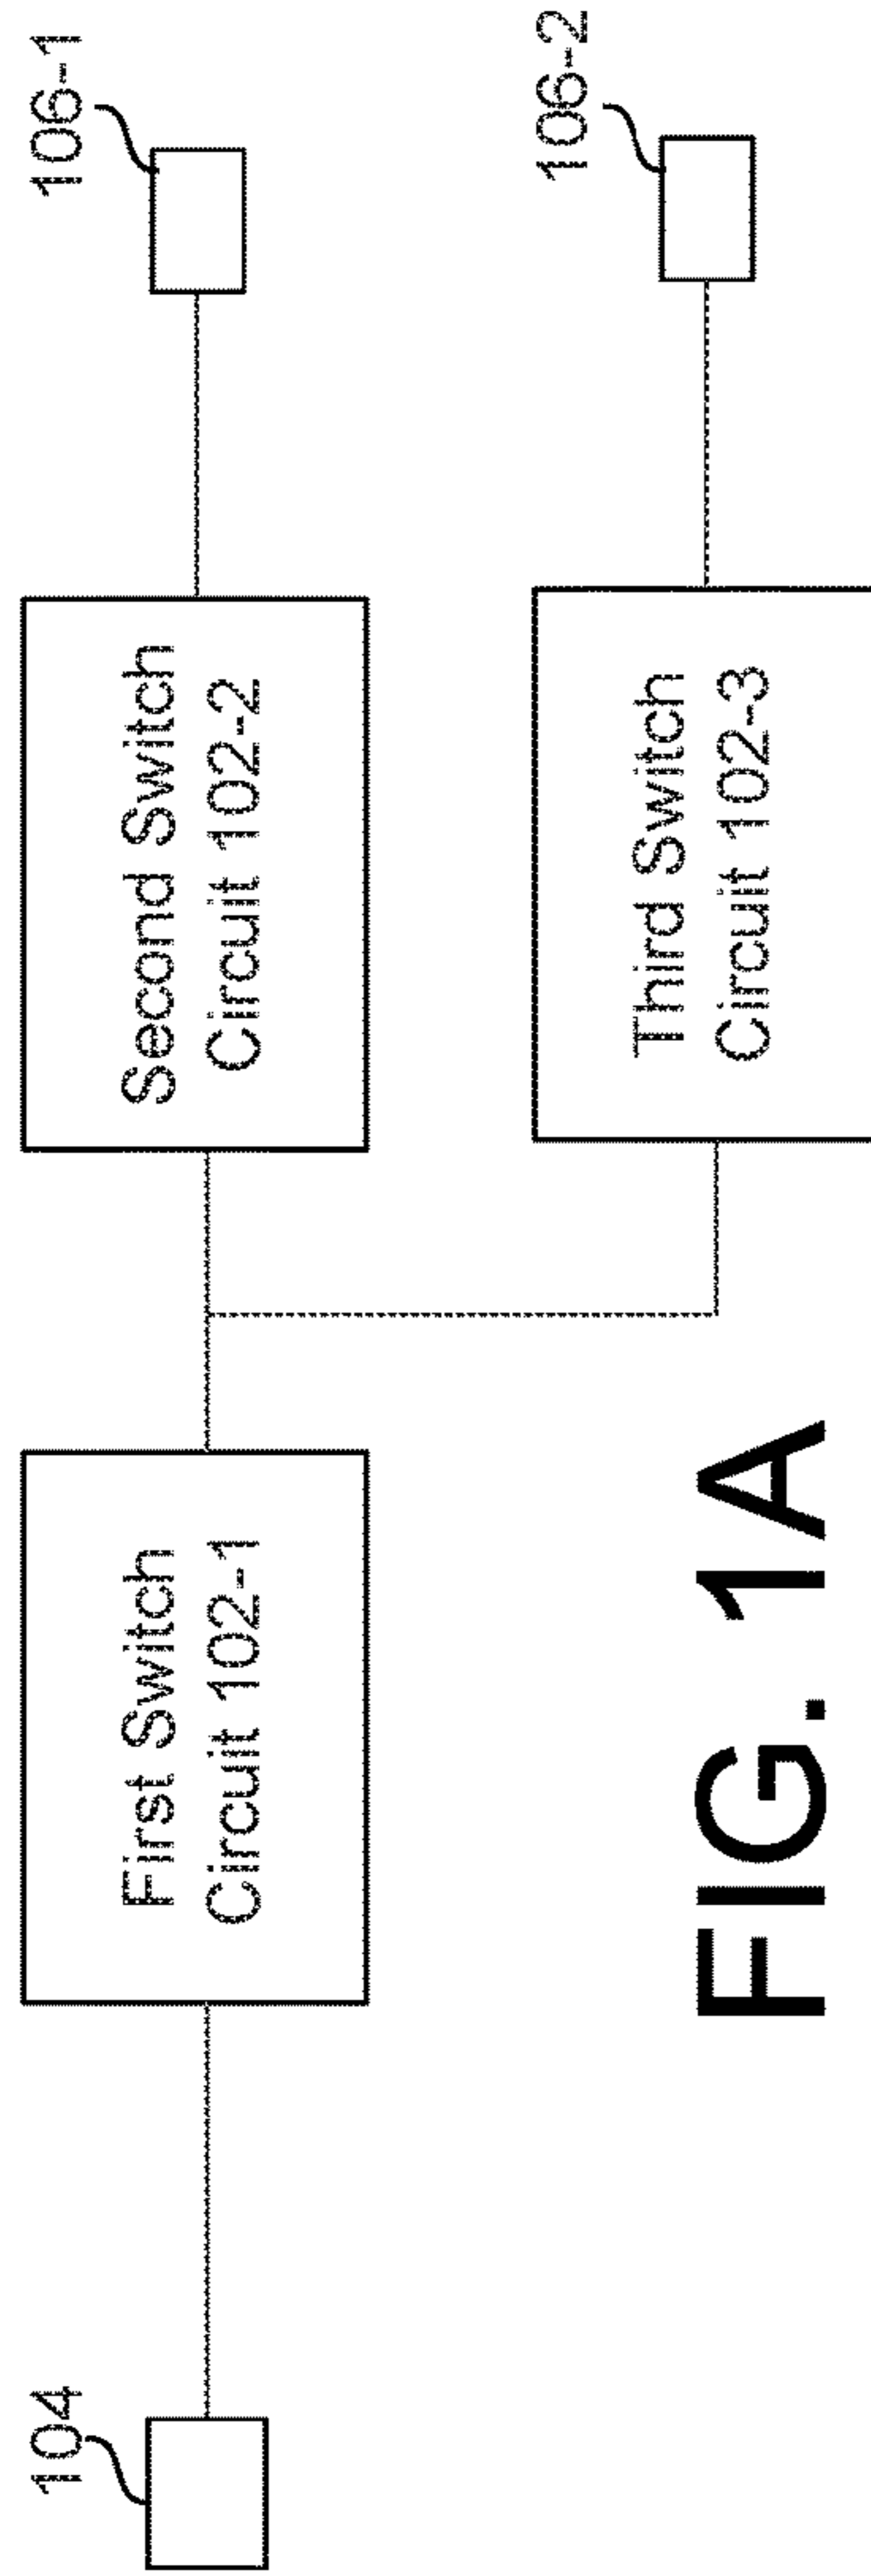 104
First Switch
Circuit 102-1
Second Switch
Circuit 102-2
106-1
Third Switch
Circuit 102-3
106-2
FIG. 1A